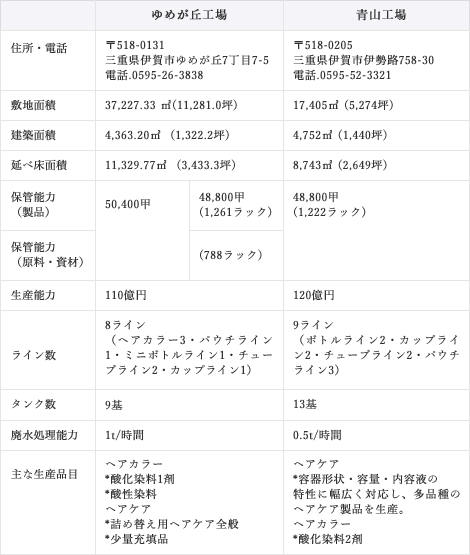 ゆめが丘工場 青山工場
住所・電話
〒518-0131
三重県伊賀市ゆめが丘7丁目7-5
電話.0595-26-3838
〒518-0205
三重県伊賀市伊勢路758-30
電話.0595-52-3321
敷地面積 37,227.33 ㎡(11,281.0坪) 17,405㎡ (5,274坪)
建築面積 4,363.20㎡ (1,322.2坪) 4,752㎡ (1,440坪)
延べ床面積 11,329.77㎡ (3,433.3坪) 8,743㎡ (2,649坪)
保管能力
（製品）
50,400甲
48,800甲
(1,261ラック)
48,800甲
(1,222ラック)
保管能力
（原料・資材）
(788ラック)
生産能力 110億円 120億円
ライン数
8ライン
（ヘアカラー3・パウチライン
1・ミニボトルライン1・チュー
ブライン2・カップライン1）
9ライン
（ボトルライン2・カップライ
ン2・チューブライン2・パウチ
ライン3）
タンク数 9基 13基
廃水処理能力 1t/時間 0.5t/時間
主な生産品目
ヘアカラー
*酸化染料1剤
*酸性染料
ヘアケア
*詰め替え用ヘアケア全般
*少量充填品
ヘアケア
*容器形状・容量・内容液の
特性に幅広く対応し、多品種の
ヘアケア製品を生産。
ヘアカラー
*酸化染料2剤